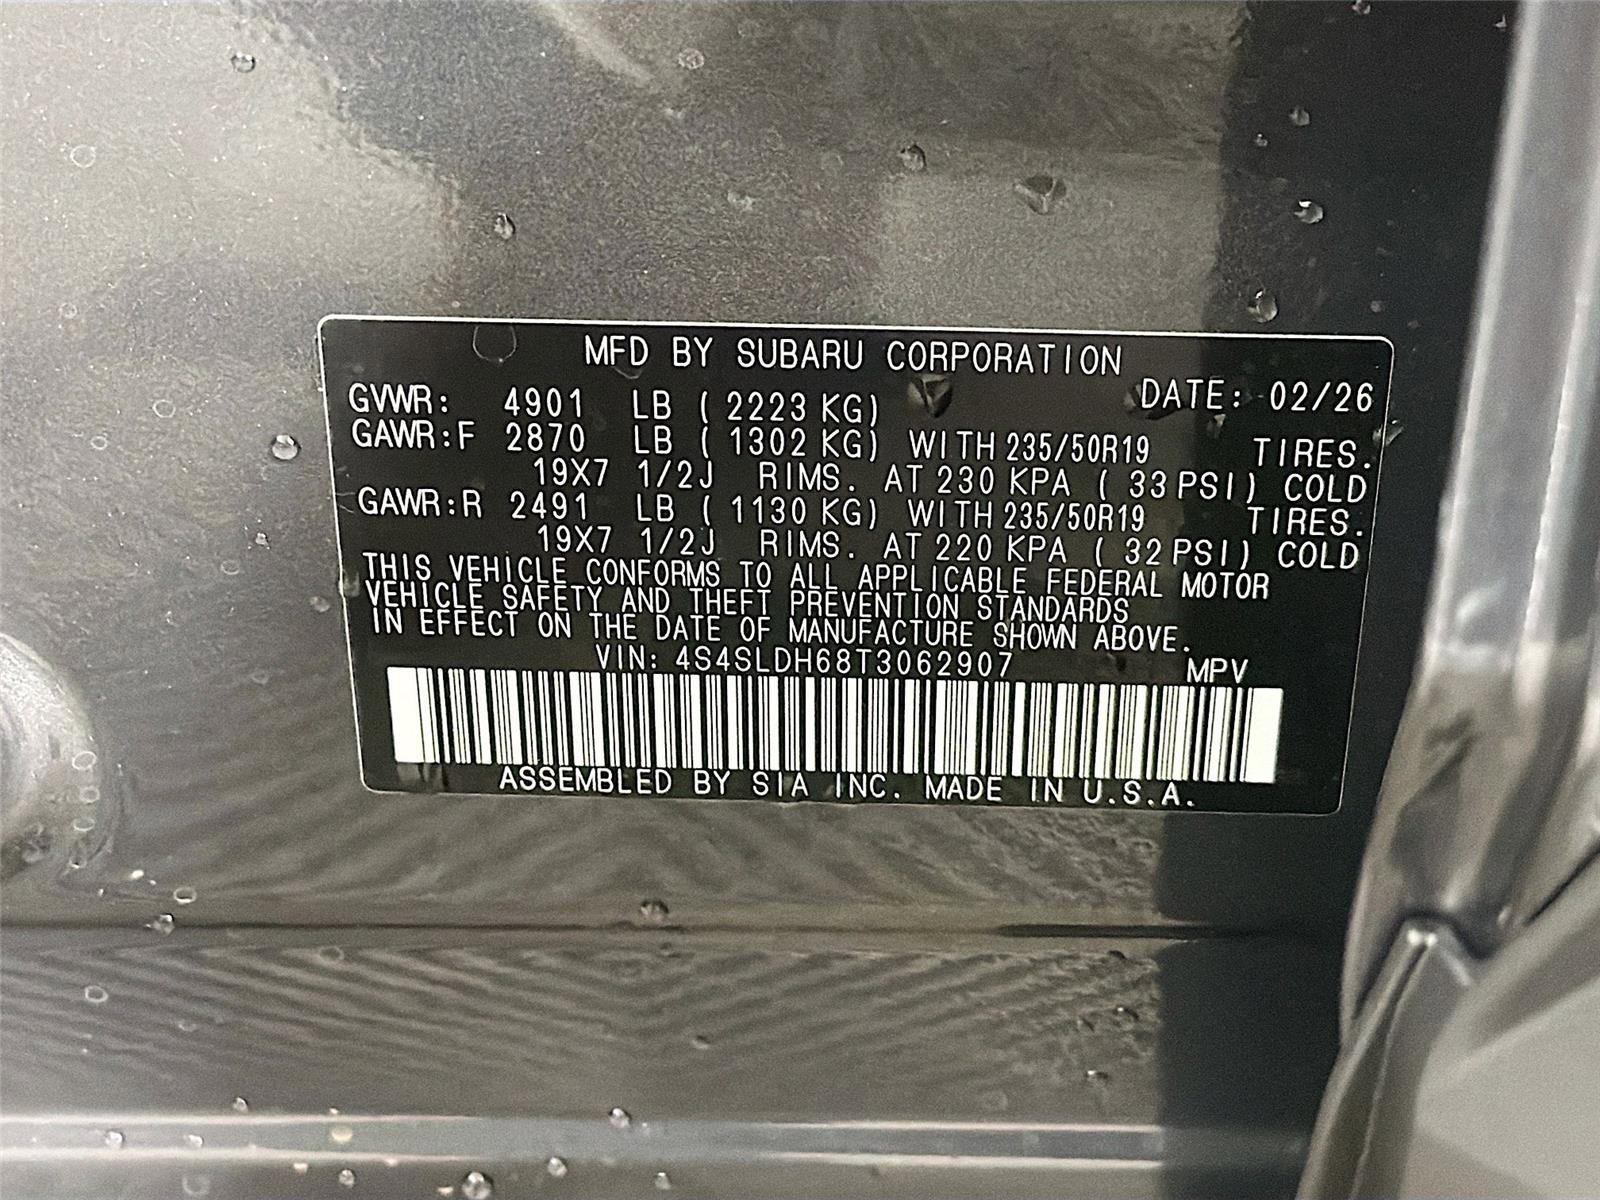 MFD BY SUBARU CORPORATION
DATE: 02/26
GVWR: 4901 LB ( 2223 KG)
GAWR:F 2870 LB ( 1302 KG) WITH 235/50R19 TIRES.
19X7 1/2J RIMS. AT 230 KPA ( 33 PSI) COLD
GAWR:R 2491 LB ( 1130 KG) WITH 235/50R19 TIRES.
19X7 1/2J RIMS. AT 220 KPA ( 32 PSI) COLD
THIS VEHICLE CONFORMS TO ALL APPLICABLE FEDERAL MOTOR
VEHICLE SAFETY AND THEFT PREVENTION STANDARDS
IN EFFECT ON THE DATE OF MANUFACTURE SHOWN ABOVE.
VIN: 4S4SLDH68T3062907 MPV
ASSEMBLED BY SIA INC. MADE IN U.S.A.